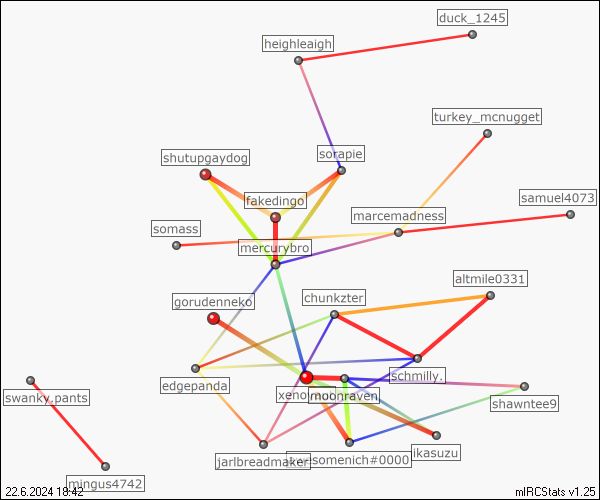 duck_1245
heighleaigh
turkey_mcnugget
shutupgaydog
sorapie
fakedingo
samuel4073
marcemadness
somass
mercurybro
altmile0331
gorudenneko
chunkzter
schmilly.
edgepanda
moonraven.
swanky.pants
shawntee9
jarlbreadmaker
somenich#0000
ikasuzu
mingus4742
22.6.2024 18:42
mIRCStats v1.25